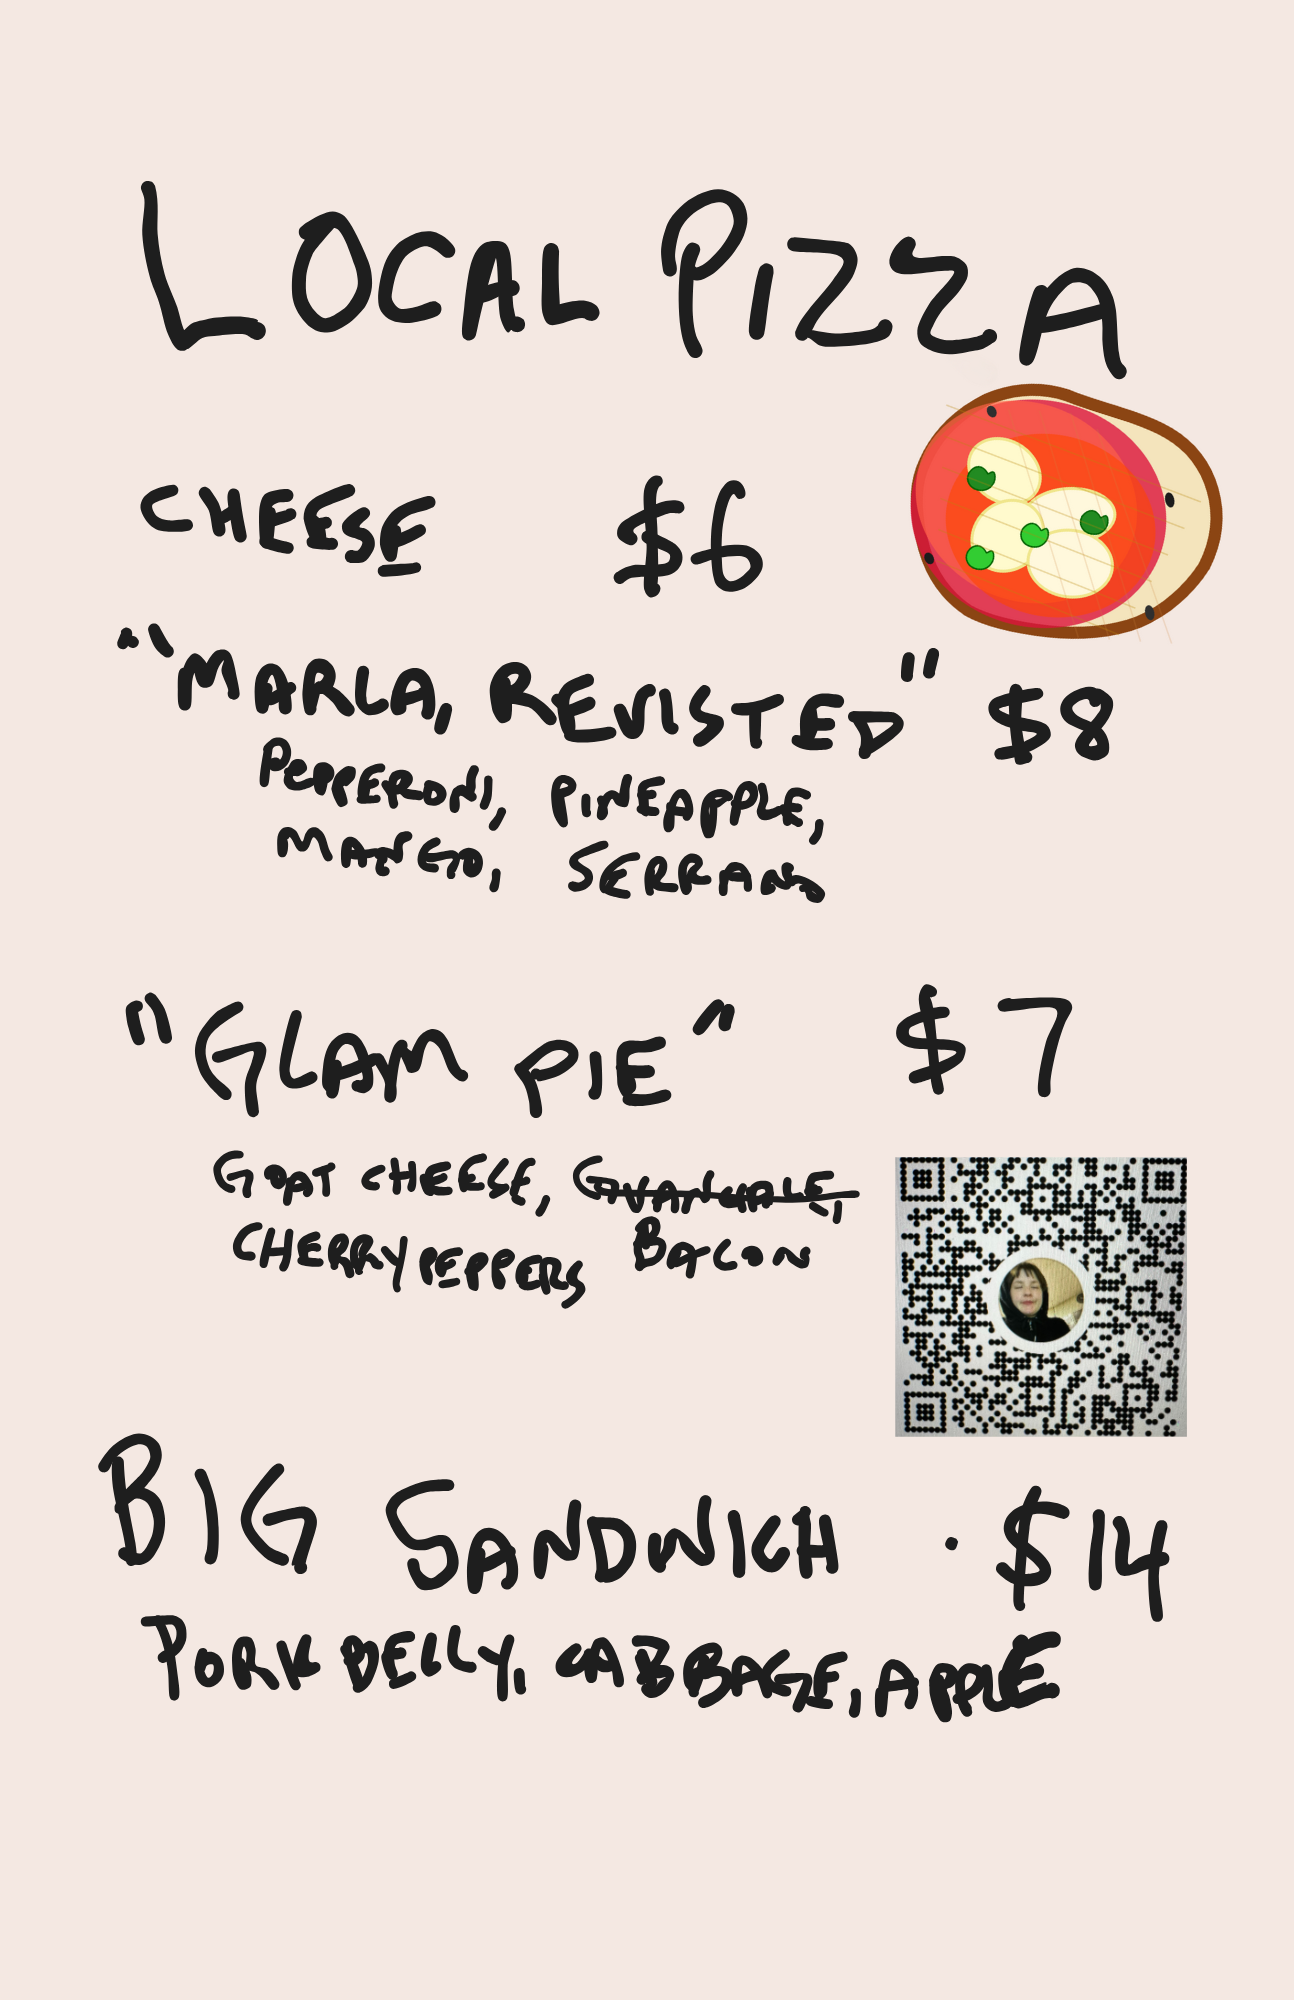 LOCAL PIZZA
CHEESE $6
"MARLA, REVISTED" $8
PEPPERONI, PINEAPPLE,
MANGO, SERRANO
"GLAM PIE" $7
GOAT CHEESE, GUANCIALE,
CHERRY PEPPERS BACON
BIG SANDWICH · $14
PORK BELLY, CABBAGE, APPLE